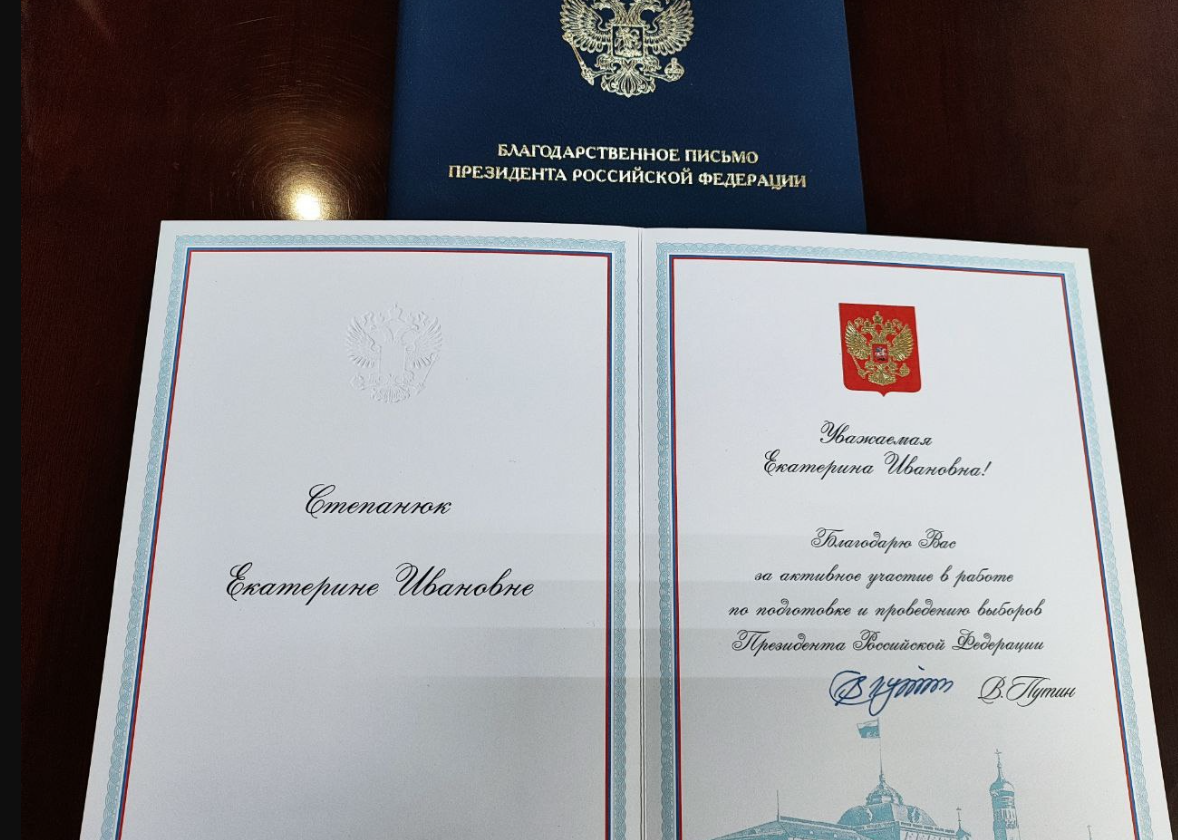 БЛАГОДАРСТВЕННОЕ ПИСЬМО
ПРЕЗИДЕНТА РОССИЙСКОЙ ФЕДЕРАЦИИ
Степанюк
Екатерине Ивановне
Уважаемая
Екатерина Ивановна!
Благодарю Вас
за активное участие в работе
по подготовке и проведению выборов
Президента Российской Федерации
В.Путин